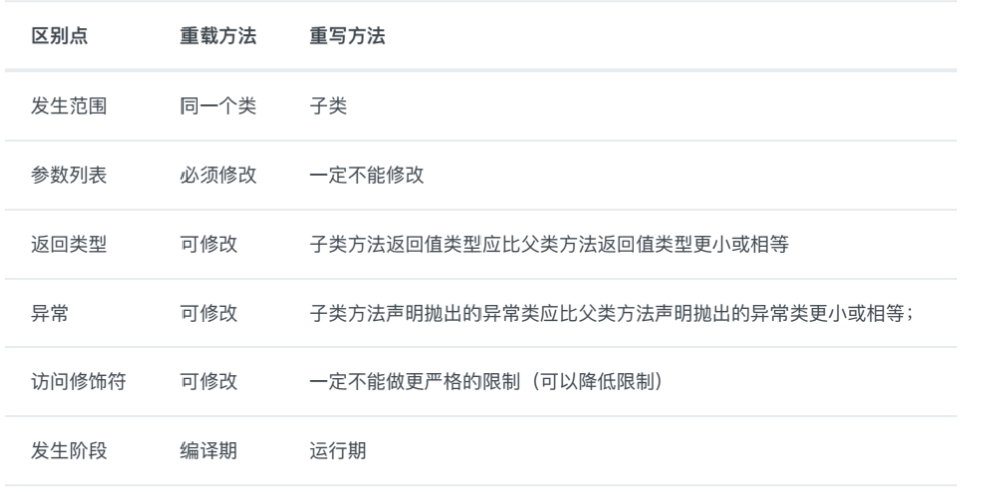 区别点 重载方法 重写方法
发生范围 同一个类 子类
参数列表 必须修改 一定不能修改
返回类型 可修改 子类方法返回值类型应比父类方法返回值类型更小或相等
异常 可修改 子类方法声明抛出的异常类应比父类方法声明抛出的异常类更小或相等；
访问修饰符 可修改 一定不能做更严格的限制（可以降低限制）
发生阶段 编译期 运行期